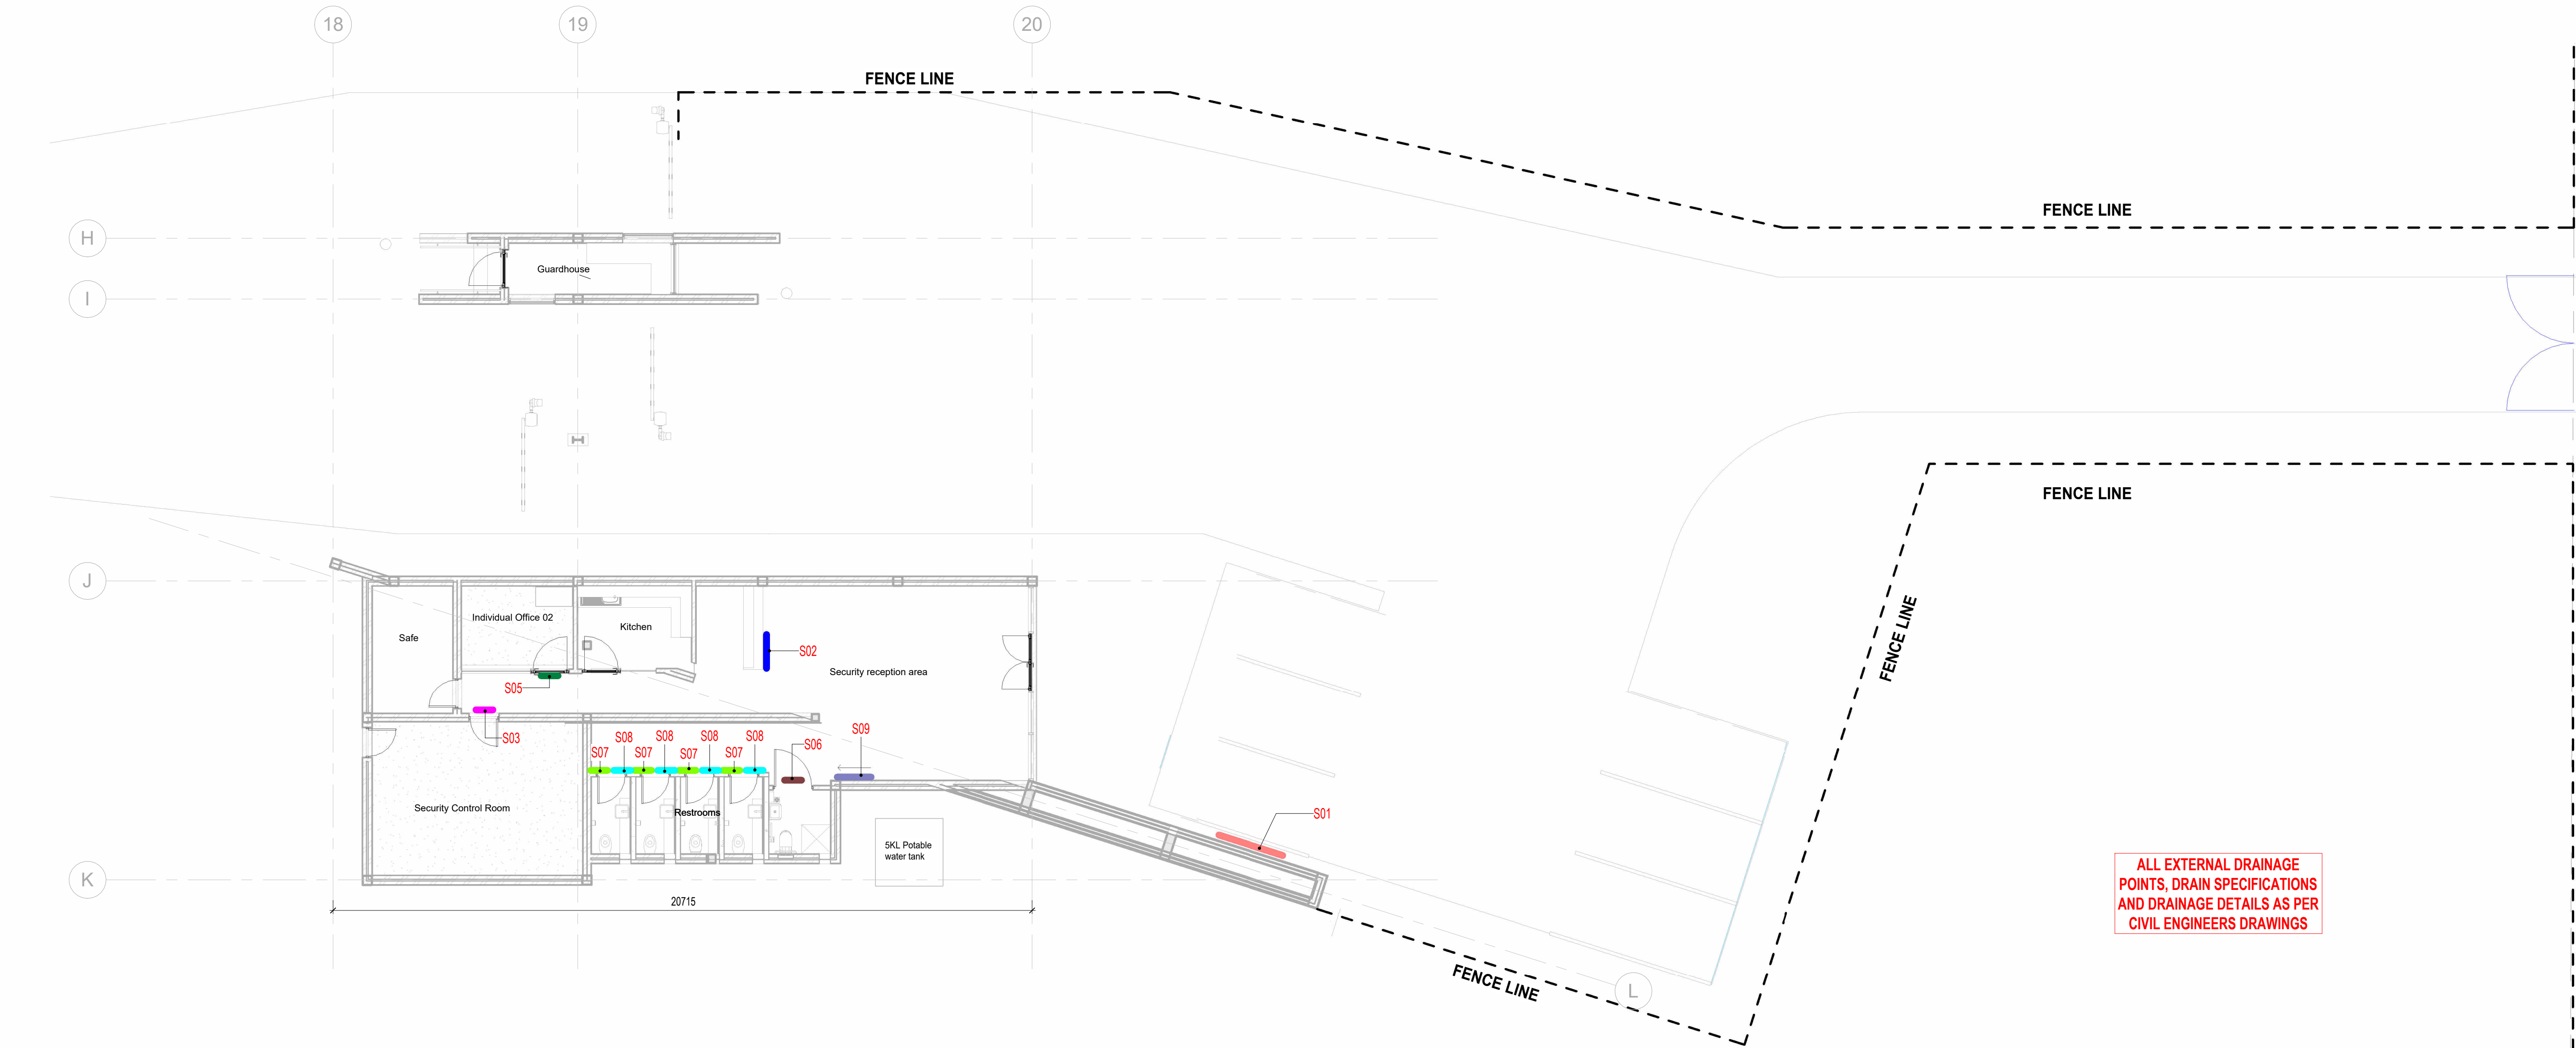 18
19
20
FENCE LINE
FENCE LINE
H
Guardhouse
I
FENCE LINE
J
Individual Office 02
Safe
Kitchen
S02
Security reception area
FENCE LINE
S05
S03
S09
S08
S08
S08
S06
S07
S07
S07
S07
Security Control Room
Restrooms
S01
5KL Potable
water tank
K
20715
ALL EXTERNAL DRAINAGE
POINTS, DRAIN SPECIFICATIONS
AND DRAINAGE DETAILS AS PER
CIVIL ENGINEERS DRAWINGS
FENCE LINE
L